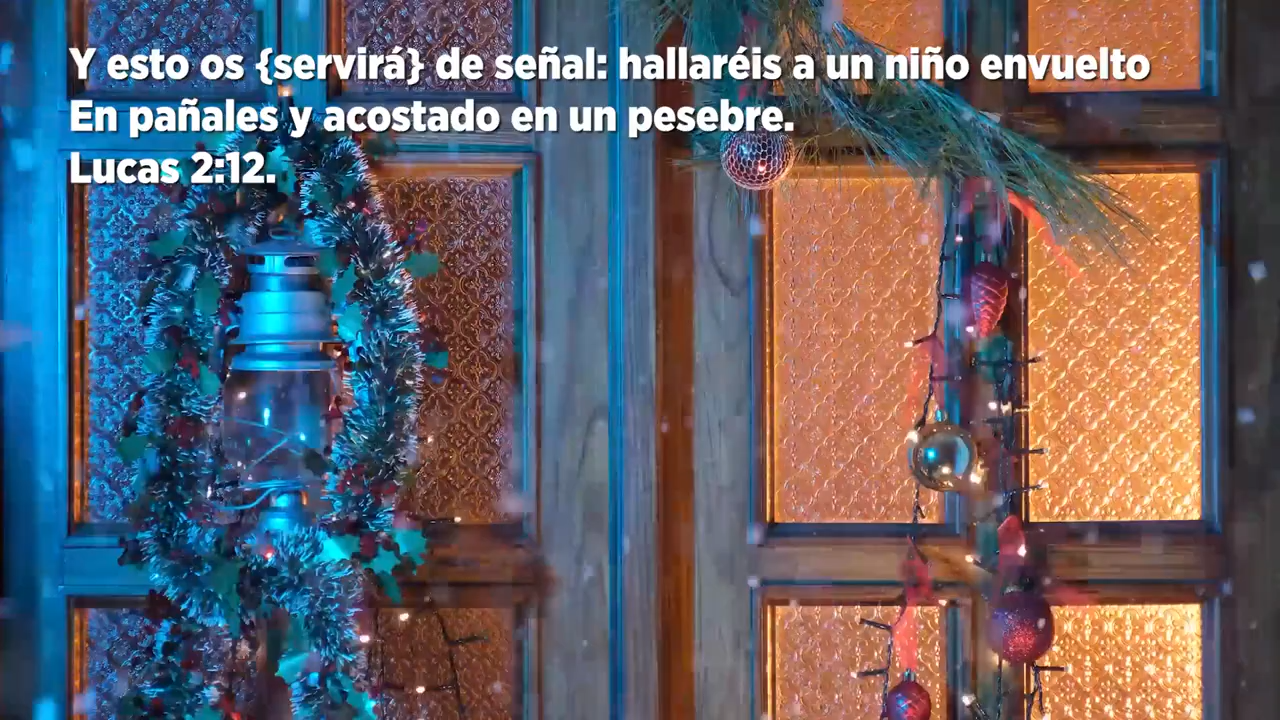 Y esto os {servirá} de señal: hallaréis a un niño envuelto
En pañales y acostado en un pesebre.
Lucas 2:12.